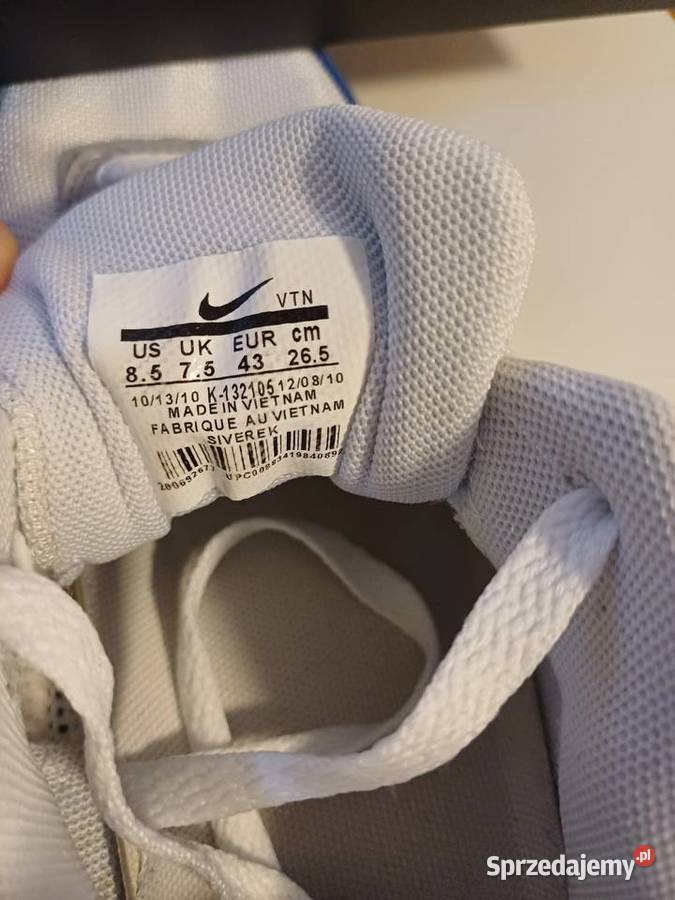 VTN
US UK EUR cm
8.5 7.5 43 26.5
10/13/10 K-132105 12/08/10
MADE IN VIETNAM
FABRIQUE AU VIETNAM
SIVEREK
Sprzedajemy.pl